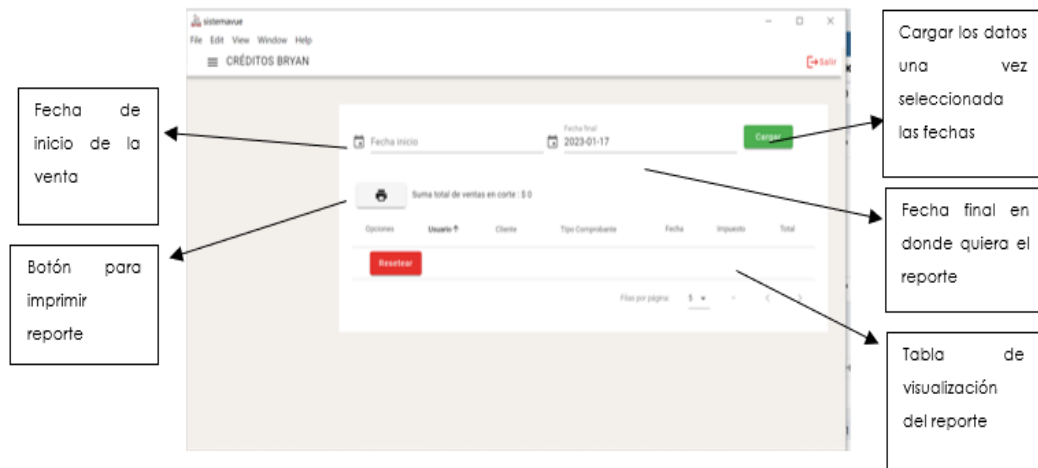 sistemavue
File Edit View Window Help
CRÉDITOS BRYAN
Salir
Fecha de
inicio de la
venta
Botón para
imprimir
reporte
Fecha inicio
Fecha final
2023-01-17
Cargar
Suma total de ventas en corte : $ 0
Opciones Usuario Cliente Tipo Comprobante Fecha Impuesto Total
Resetear
Filas por página: 5 -
Cargar los datos
una vez
seleccionada
las fechas
Fecha final en
donde quiera el
reporte
Tabla de
visualización
del reporte